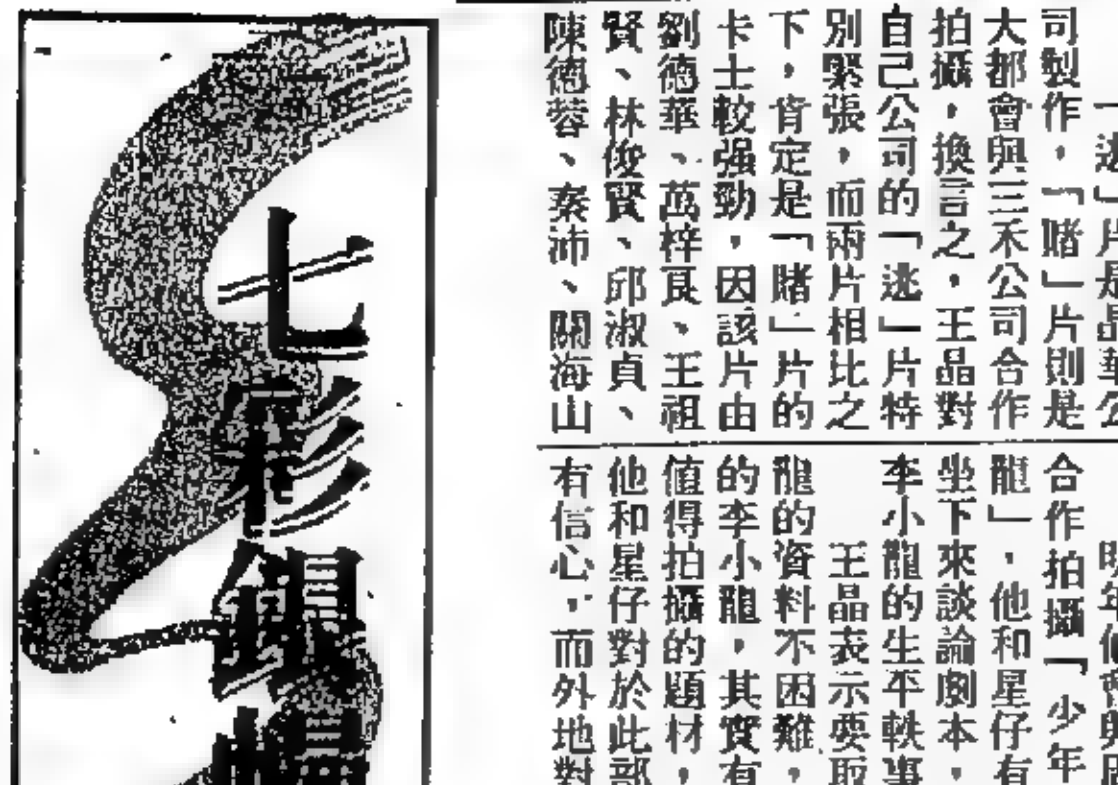 「逃」片是晶華公
司製作，「賭」片則是
大都會與三禾公司合作
拍攝，換言之，王晶對
自己公司的「逃」片特
別緊張，而兩片相比之
下，肯定是「賭」片的
卡士較强勁，因該片由
劉德華、萬梓良、王祖
賢、林俊賢、邱淑貞、
陳德蓉、秦沛、關海山
明年他會與
合作拍攝「少年
龍」，他和星仔有
坐下來談論劇本，
李小龍的生平軼事
王晶表示要取
龍的資料不困難，
的李小龍，其實有
值得拍攝的題材，
他和星仔對於此部
有信心，而外地對
七彩銀幅